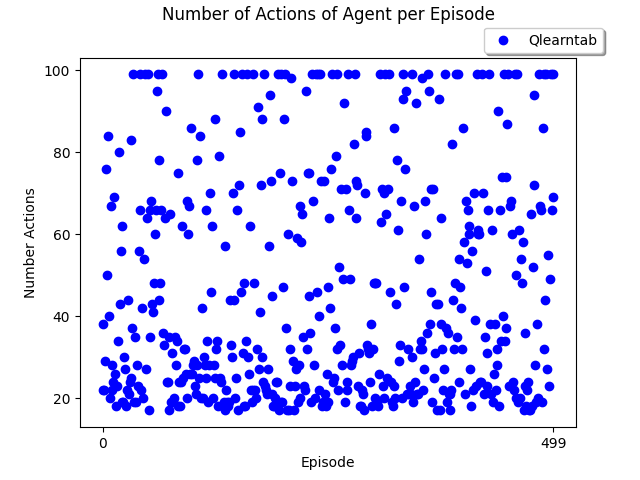 Number of Actions of Agent per Episode
Qlearntab
100
80
60
40
20
Number Actions
0
499
Episode